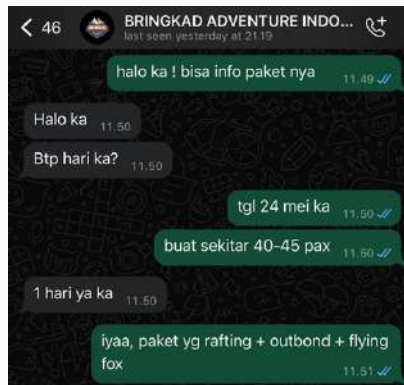 46
BRINGKAD ADVENTURE INDO...
last seen yesterday at 21.19
halo ka ! bisa info paket nya 11.49
Halo ka 11.50
Btp hari ka? 11.50
tgl 24 mei ka 11.50
buat sekitar 40-45 pax 11.50
1 hari ya ka 11.50
iyaa, paket yg rafting + outbond + flying
fox 11.51